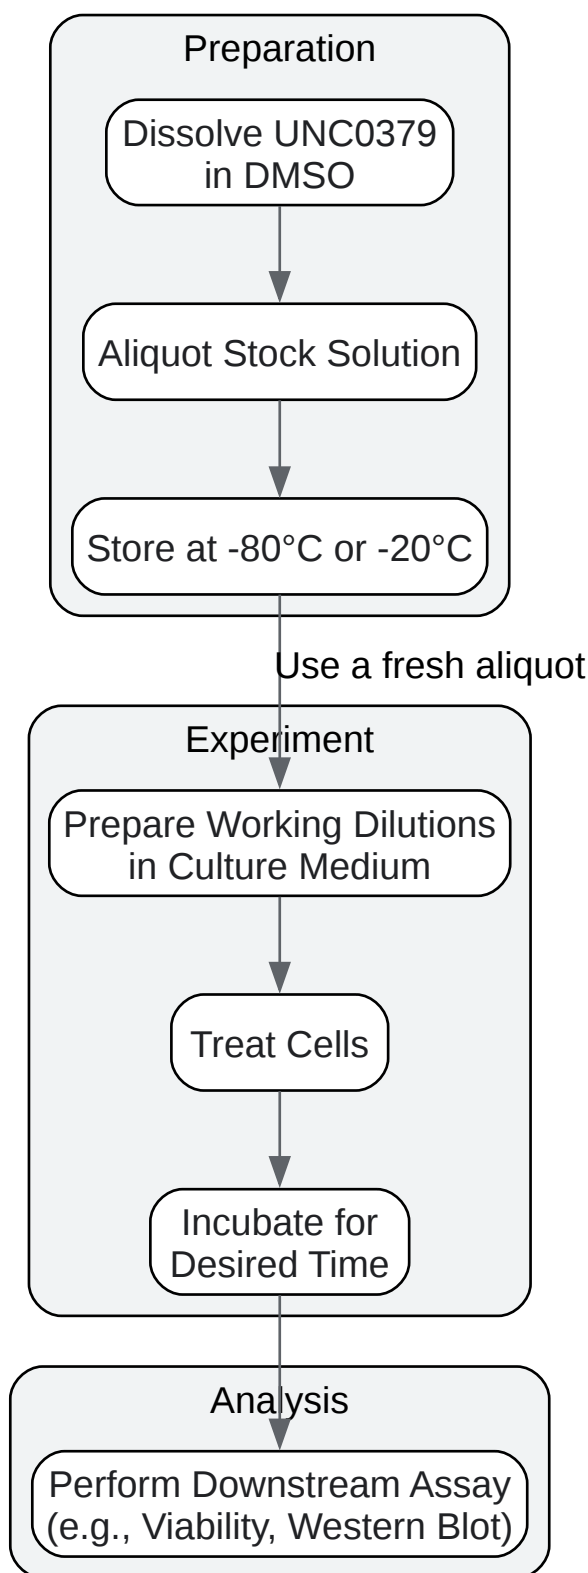 Preparation
Dissolve UNC0379
in DMSO
Aliquot Stock Solution
Store at -80°C or -20°C
Use a fresh aliquot
Experiment
Prepare Working Dilutions
in Culture Medium
Treat Cells
Incubate for
Desired Time
Analysis
Perform Downstream Assay
(e.g., Viability, Western Blot)